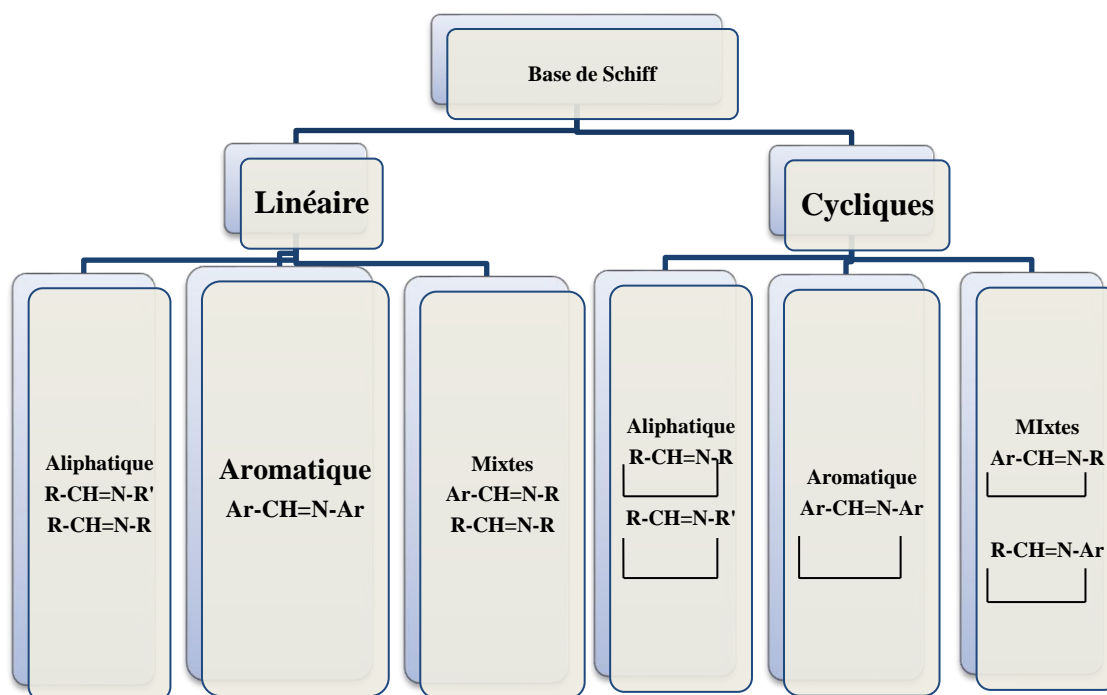 Base de Schiff
Linéaire
Cycliques
Aliphatique
R-CH=N-R'
R-CH=N-R
Aromatique
Ar-CH=N-Ar
Mixtes
Ar-CH=N-R
R-CH=N-R
Aliphatique
R-CH=N-R
R-CH=N-R'
Aromatique
Ar-CH=N-Ar
MIxtes
Ar-CH=N-R
R-CH=N-Ar